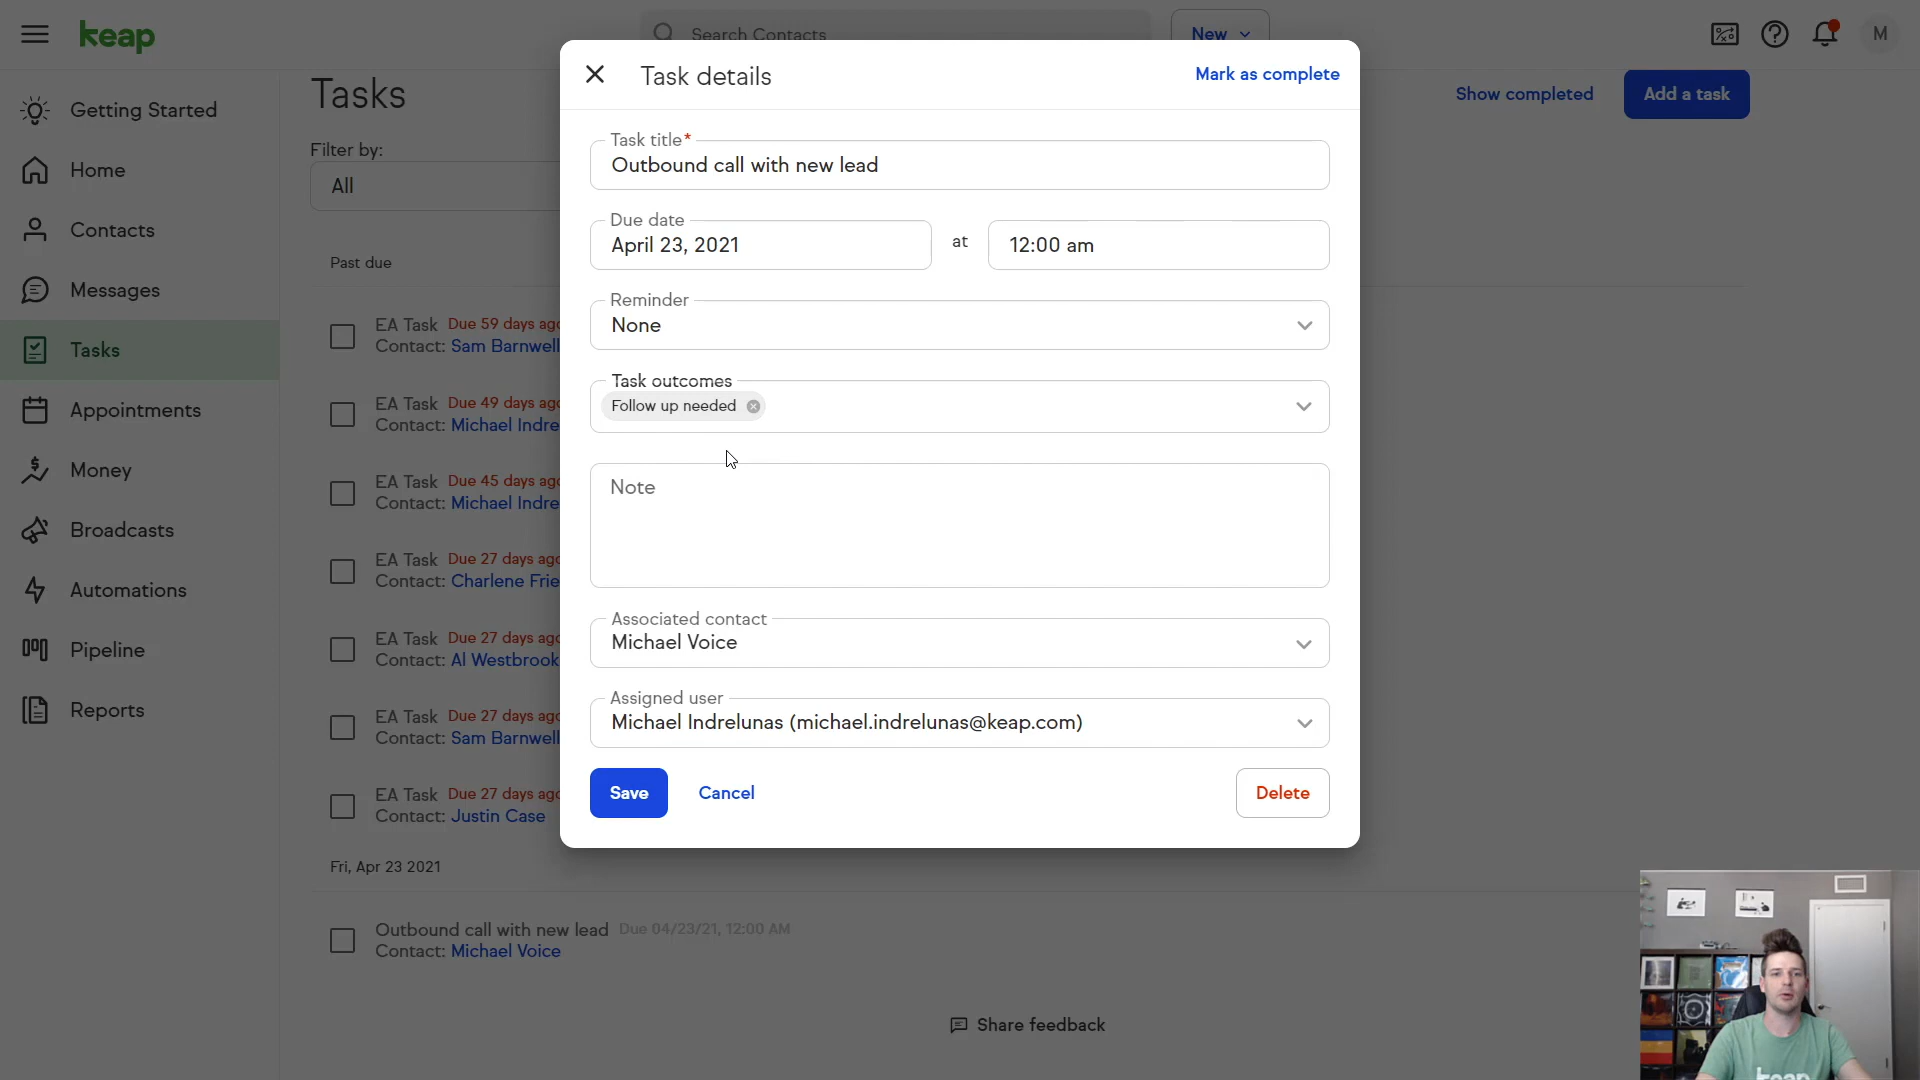 keap
Search Contacts
New
M
Getting Started
Home
Contacts
Messages
Tasks
Appointments
Money
Broadcasts
Automations
Pipeline
Reports
Tasks
Show completed
Add a task
Filter by:
All
Past due
EA Task Due 59 days ago
Contact: Sam Barnwell
EA Task Due 49 days ago
Contact: Michael Indre
EA Task Due 45 days ago
Contact: Michael Indre
EA Task Due 27 days ago
Contact: Charlene Frie
EA Task Due 27 days ago
Contact: Al Westbrook
EA Task Due 27 days ago
Contact: Sam Barnwell
EA Task Due 27 days ago
Contact: Justin Case
Fri, Apr 23 2021
Outbound call with new lead Due 04/23/21, 12:00 AM
Contact: Michael Voice
Share feedback
Task details
Mark as complete
Task title*
Outbound call with new lead
Due date
April 23, 2021 at 12:00 am
Reminder
None
Task outcomes
Follow up needed
Note
Associated contact
Michael Voice
Assigned user
Michael Indrelunas (michael.indrelunas@keap.com)
Save
Cancel
Delete
keap